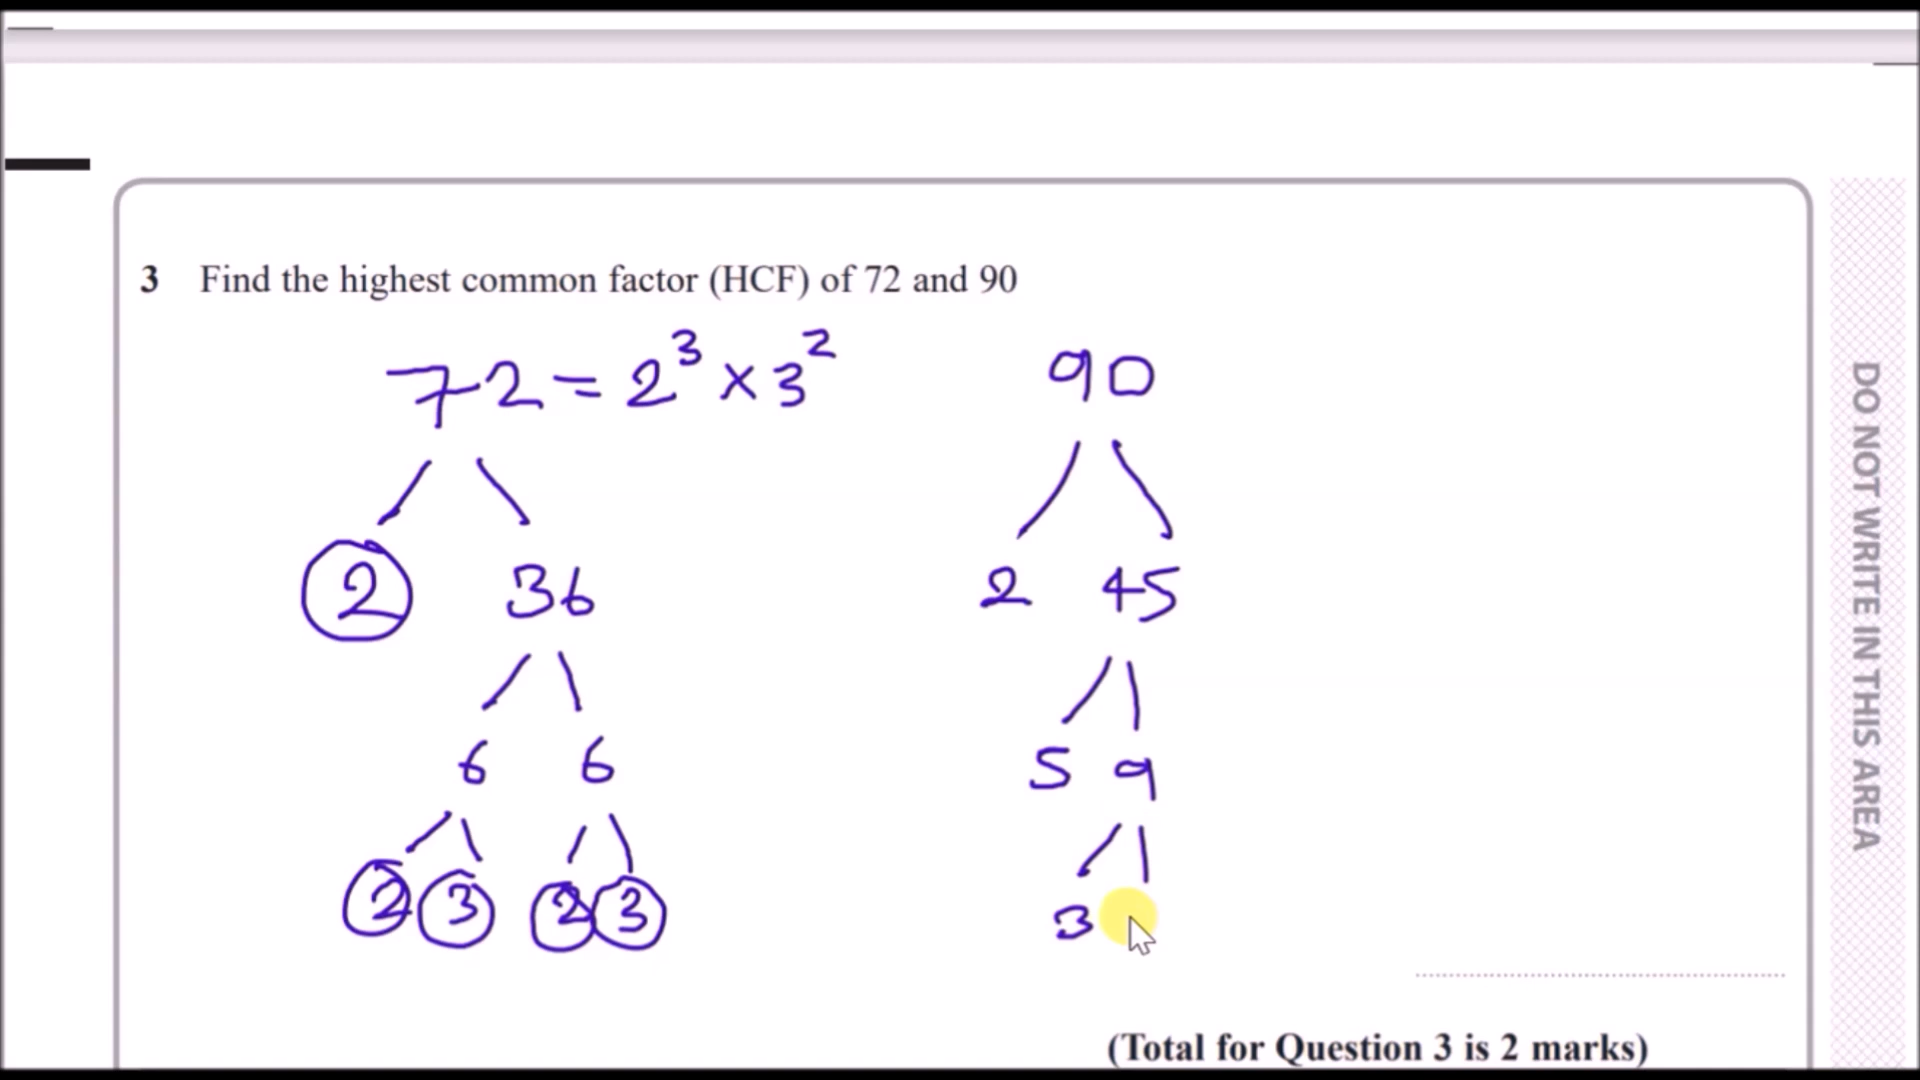 3 Find the highest common factor (HCF) of 72 and 90
72 = 2³ × 3²
90
2 36
2 45
6 6
5 9
2 3 2 3
3
(Total for Question 3 is 2 marks)
DO NOT WRITE IN THIS AREA